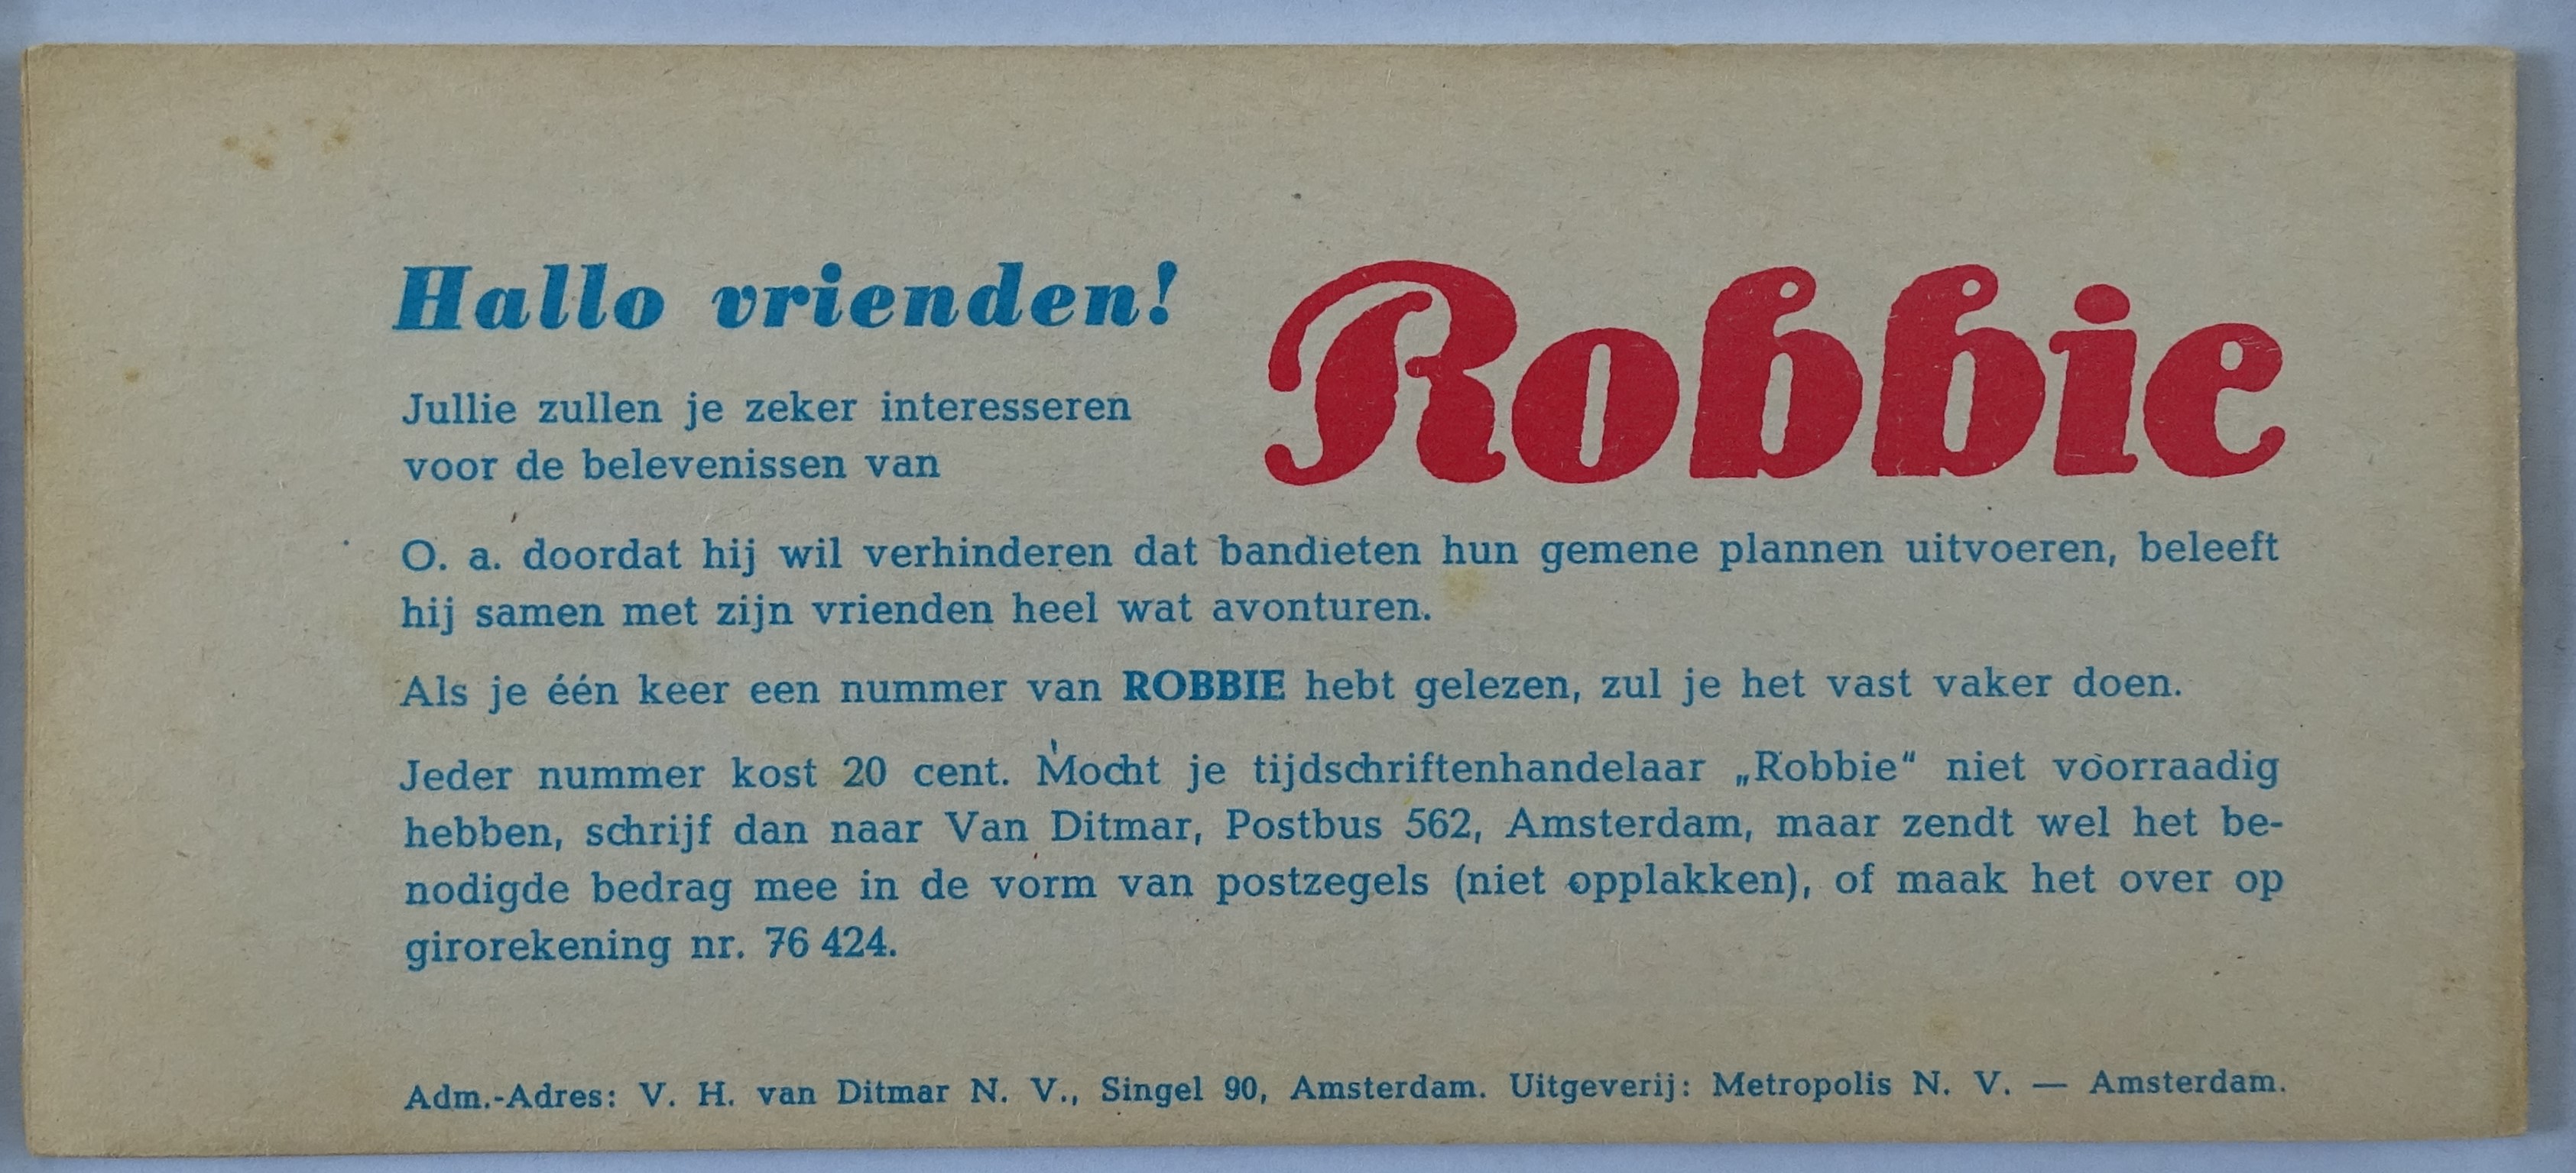 Hallo vrienden!
Jullie zullen je zeker interesseren
voor de belevenissen van
Robbie
O. a. doordat hij wil verhinderen dat bandieten hun gemene plannen uitvoeren, beleeft
hij samen met zijn vrienden heel wat avonturen.
Als je één keer een nummer van ROBBIE hebt gelezen, zul je het vast vaker doen.
Jeder nummer kost 20 cent. Mocht je tijdschriftenhandelaar „Robbie“ niet voorraadig
hebben, schrijf dan naar Van Ditmar, Postbus 562, Amsterdam, maar zendt wel het be-
nodigde bedrag mee in de vorm van postzegels (niet opplakken), of maak het over op
girorekening nr. 76 424.
Adm.-Adres: V. H. van Ditmar N. V., Singel 90, Amsterdam. Uitgeverij: Metropolis N. V. — Amsterdam.